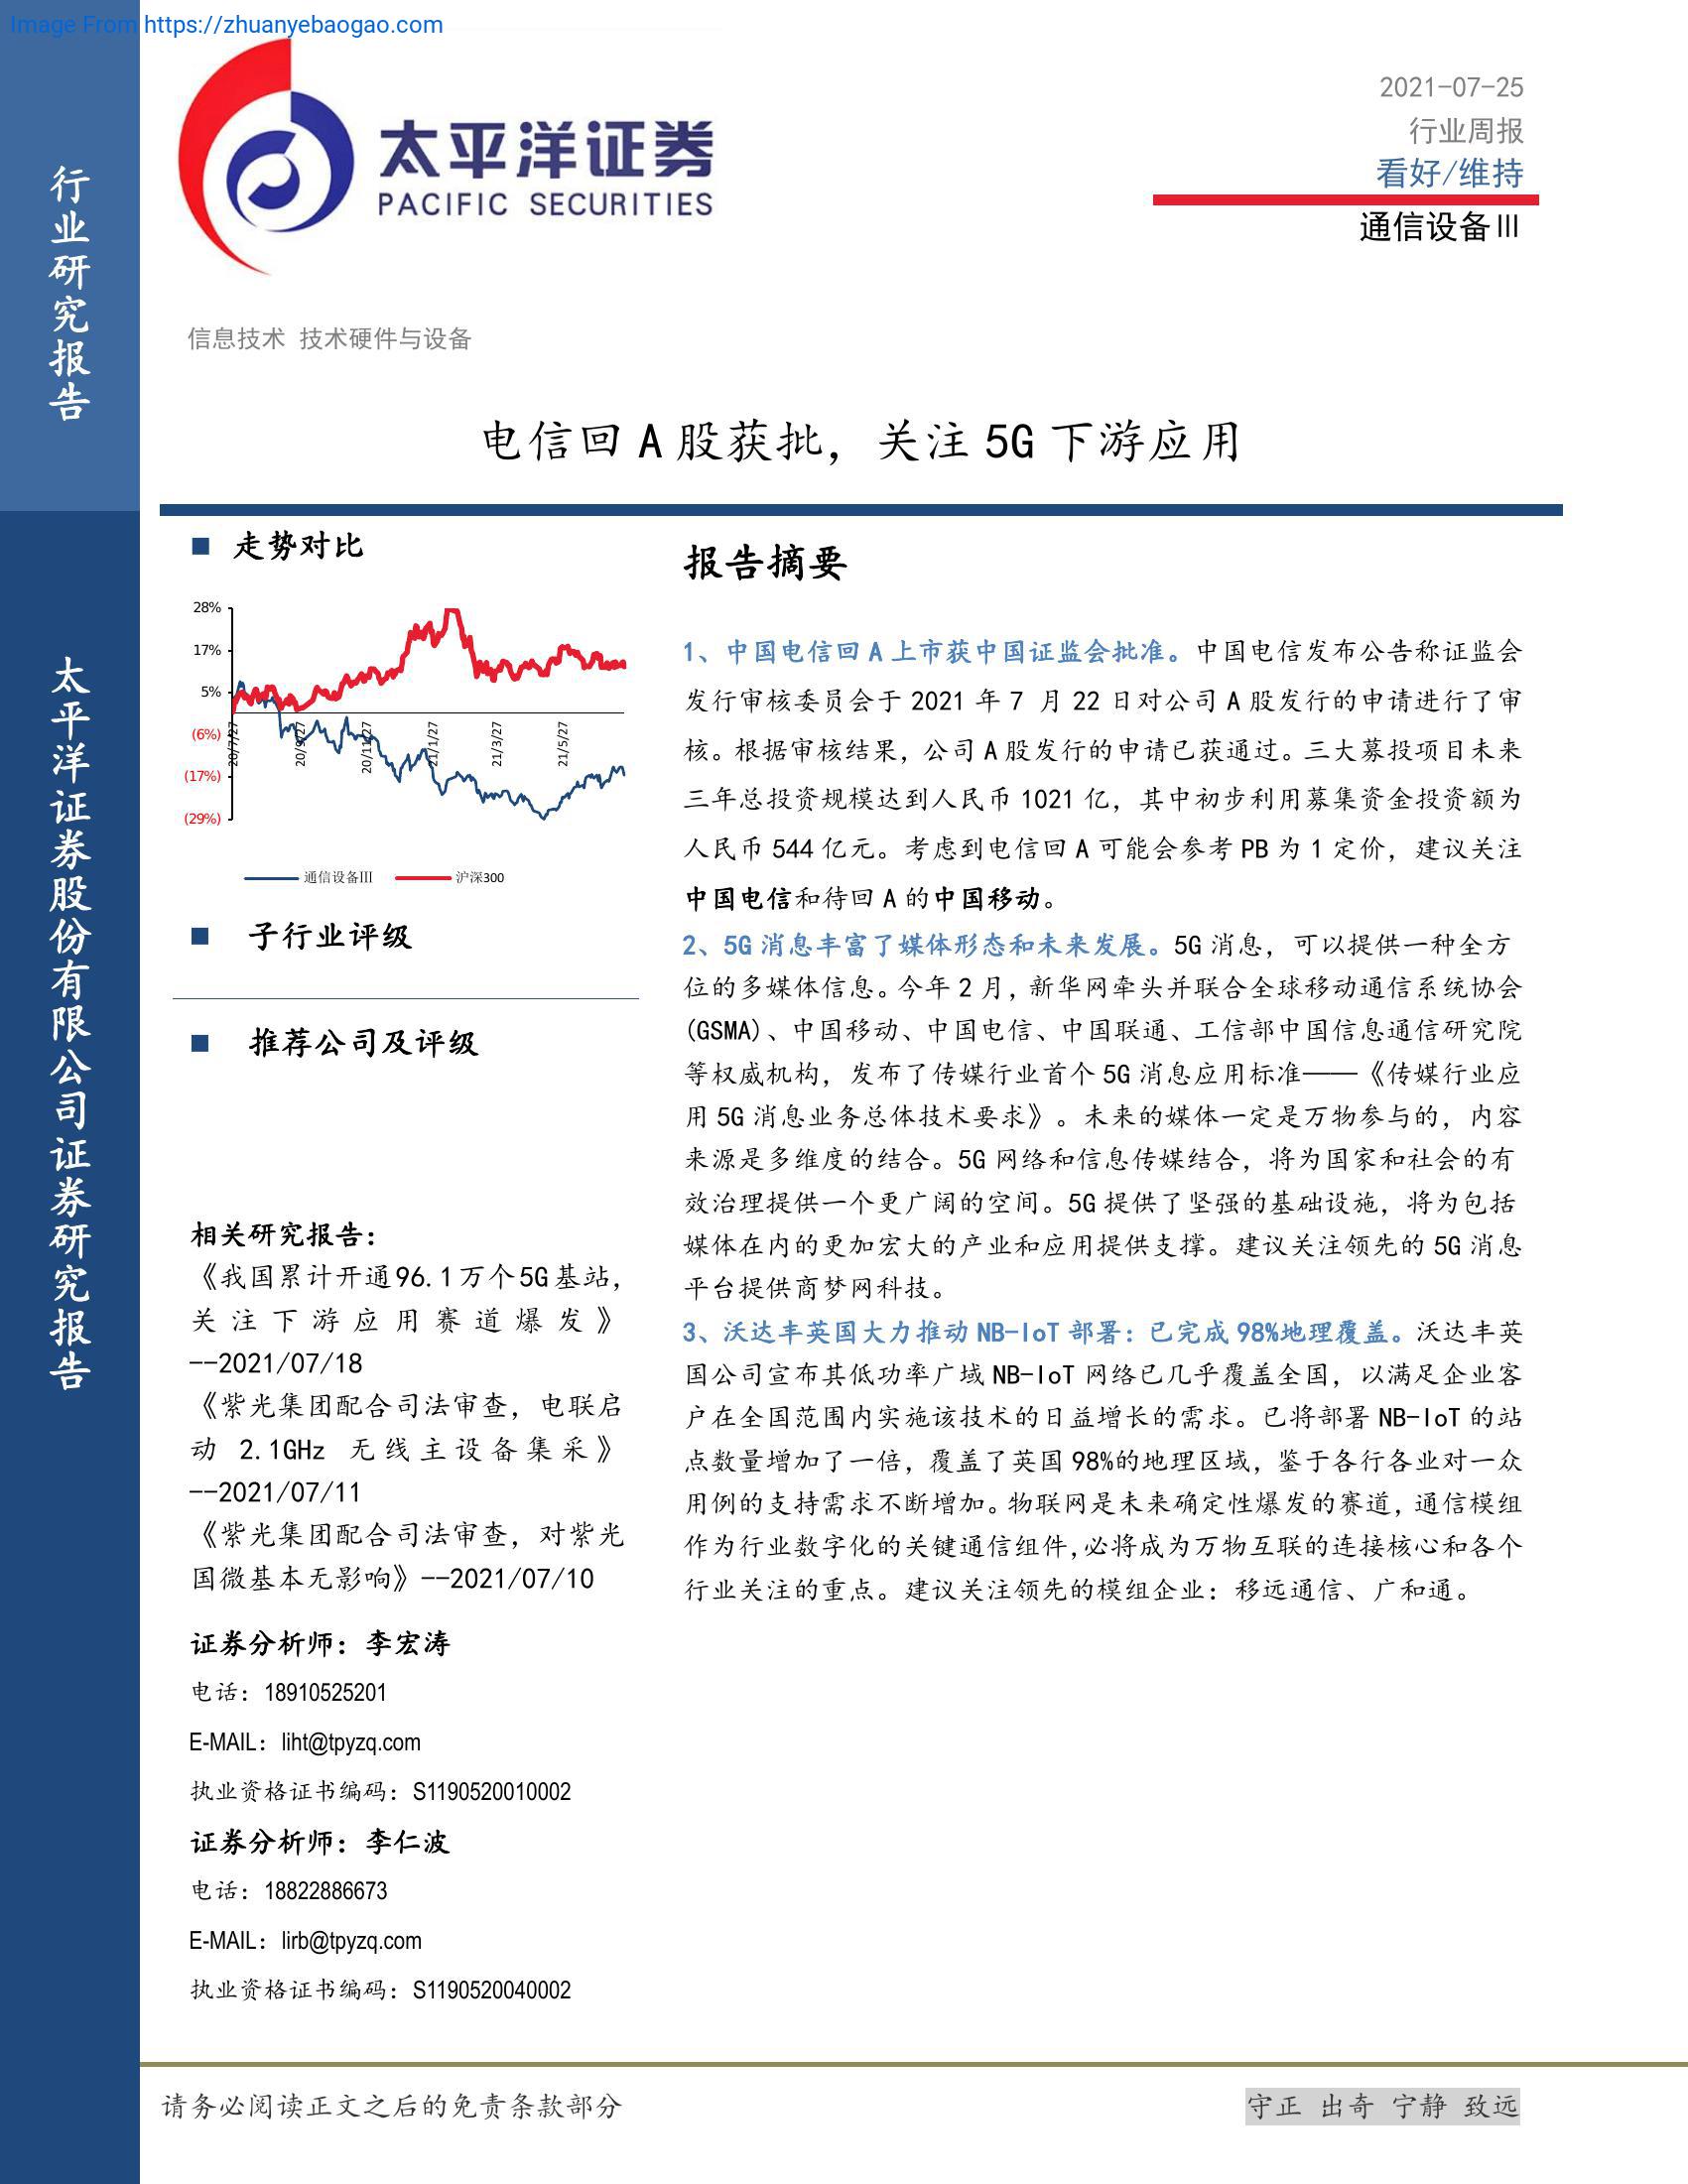 Image From https://zhuanyebaogao.com
行业研究报告
太平洋证券股份有限公司证券研究报告
太平洋证券
PACIFIC SECURITIES
2021-07-25
行业周报
看好/维持
通信设备Ⅲ
信息技术 技术硬件与设备
电信回 A 股获批，关注 5G 下游应用
■ 走势对比
28%
17%
5%
(6%)
(17%)
(29%)
20/7/27
20/9/27
20/11/27
21/1/27
21/3/27
21/5/27
通信设备Ⅲ 沪深300
■ 子行业评级
■ 推荐公司及评级
相关研究报告：
《我国累计开通96.1万个5G基站，
关注下游应用赛道爆发》
--2021/07/18
《紫光集团配合司法审查，电联启
动 2.1GHz 无线主设备集采》
--2021/07/11
《紫光集团配合司法审查，对紫光
国微基本无影响》--2021/07/10
证券分析师：李宏涛
电话：18910525201
E-MAIL：liht@tpyzq.com
执业资格证书编码：S1190520010002
证券分析师：李仁波
电话：18822886673
E-MAIL：lirb@tpyzq.com
执业资格证书编码：S1190520040002
报告摘要
1、中国电信回 A 上市获中国证监会批准。中国电信发布公告称证监会
发行审核委员会于 2021 年 7 月 22 日对公司 A 股发行的申请进行了审
核。根据审核结果，公司 A 股发行的申请已获通过。三大募投项目未来
三年总投资规模达到人民币 1021 亿，其中初步利用募集资金投资额为
人民币 544 亿元。考虑到电信回 A 可能会参考 PB 为 1 定价，建议关注
中国电信和待回 A 的中国移动。
2、5G 消息丰富了媒体形态和未来发展。5G 消息，可以提供一种全方
位的多媒体信息。今年 2 月，新华网牵头并联合全球移动通信系统协会
(GSMA)、中国移动、中国电信、中国联通、工信部中国信息通信研究院
等权威机构，发布了传媒行业首个 5G 消息应用标准——《传媒行业应
用 5G 消息业务总体技术要求》。未来的媒体一定是万物参与的，内容
来源是多维度的结合。5G 网络和信息传媒结合，将为国家和社会的有
效治理提供一个更广阔的空间。5G 提供了坚强的基础设施，将为包括
媒体在内的更加宏大的产业和应用提供支撑。建议关注领先的 5G 消息
平台提供商梦网科技。
3、沃达丰英国大力推动 NB-IoT 部署：已完成 98%地理覆盖。沃达丰英
国公司宣布其低功率广域 NB-IoT 网络已几乎覆盖全国，以满足企业客
户在全国范围内实施该技术的日益增长的需求。已将部署 NB-IoT 的站
点数量增加了一倍，覆盖了英国 98%的地理区域，鉴于各行各业对一众
用例的支持需求不断增加。物联网是未来确定性爆发的赛道，通信模组
作为行业数字化的关键通信组件,必将成为万物互联的连接核心和各个
行业关注的重点。建议关注领先的模组企业：移远通信、广和通。
请务必阅读正文之后的免责条款部分
守正 出奇 宁静 致远